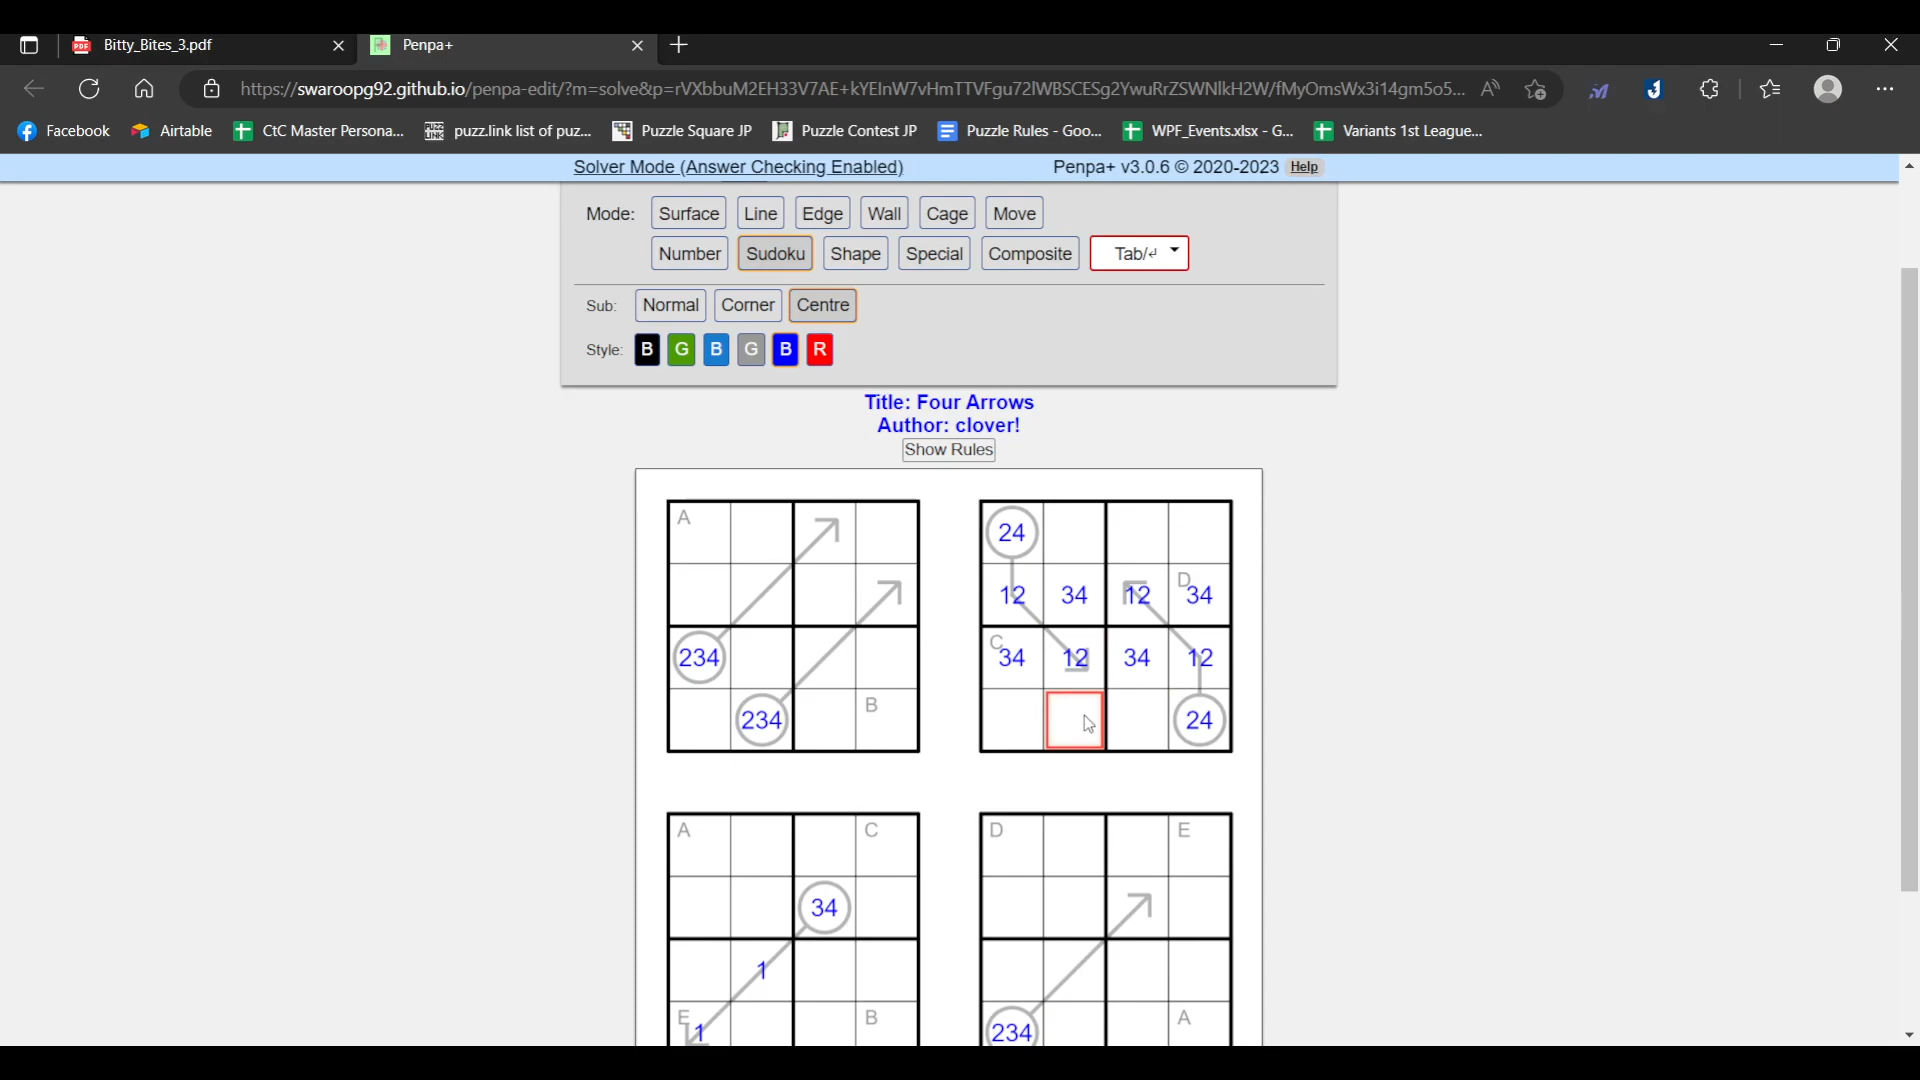 Bitty_Bites_3.pdf
Penpa+
https://swaroopg92.github.io/penpa-edit/?m=solve&p=rVXbbuM2EH33V7AE+kYEInW7vHmTTVFgu72lWBSCESg2YwuRrZSWNlkH2W/fMyOmsWx3i14gm5o5...
Facebook
Airtable
CtC Master Persona...
puzz.link list of puz...
Puzzle Square JP
Puzzle Contest JP
Puzzle Rules - Goo...
WPF_Events.xlsx - G...
Variants 1st League...
Solver Mode (Answer Checking Enabled)
Penpa+ v3.0.6 © 2020-2023 Help
Mode: Surface Line Edge Wall Cage Move
Number Sudoku Shape Special Composite Tab/↵
Sub: Normal Corner Centre
Style: B G B G B R
Title: Four Arrows
Author: clover!
Show Rules
A
234
234
B
24
12 34 12 D 34
C 34 12 34 12
24
A C
34
1
E 1 B
D E
234 A